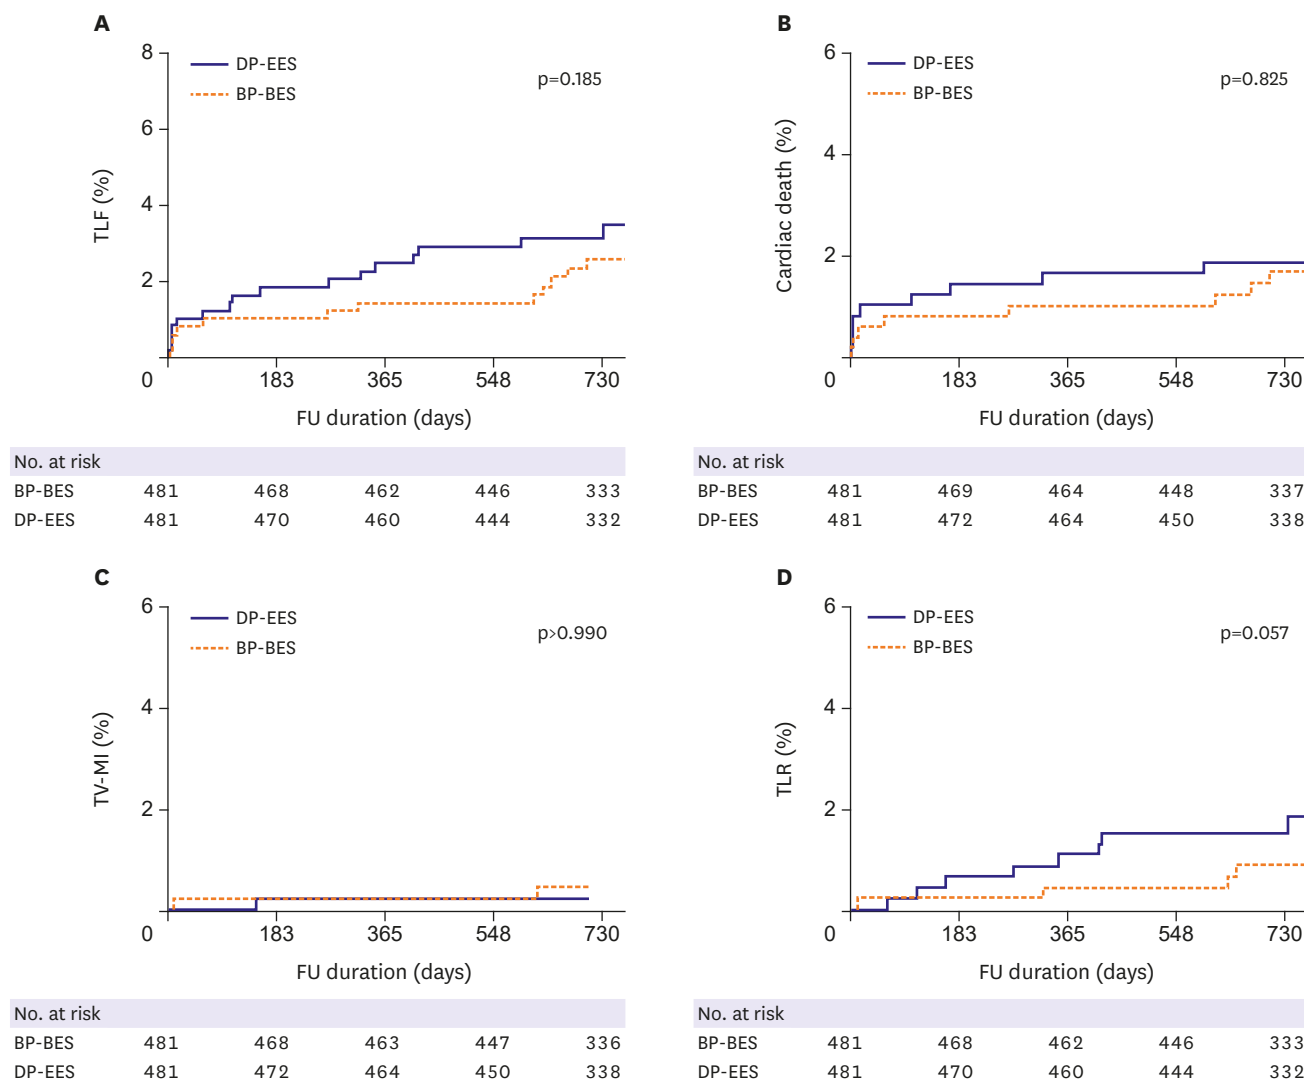 A
8
6
4
2
TLF (%)
DP-EES
BP-BES
p=0.185
0 183 365 548 730
FU duration (days)
No. at risk
BP-BES 481 468 462 446 333
DP-EES 481 470 460 444 332
B
6
4
2
Cardiac death (%)
DP-EES
BP-BES
p=0.825
0 183 365 548 730
FU duration (days)
No. at risk
BP-BES 481 469 464 448 337
DP-EES 481 472 464 450 338
C
6
4
2
TV-MI (%)
DP-EES
BP-BES
p>0.990
0 183 365 548 730
FU duration (days)
No. at risk
BP-BES 481 468 463 447 336
DP-EES 481 472 464 450 338
D
6
4
2
TLR (%)
DP-EES
BP-BES
p=0.057
0 183 365 548 730
FU duration (days)
No. at risk
BP-BES 481 468 462 446 333
DP-EES 481 470 460 444 332